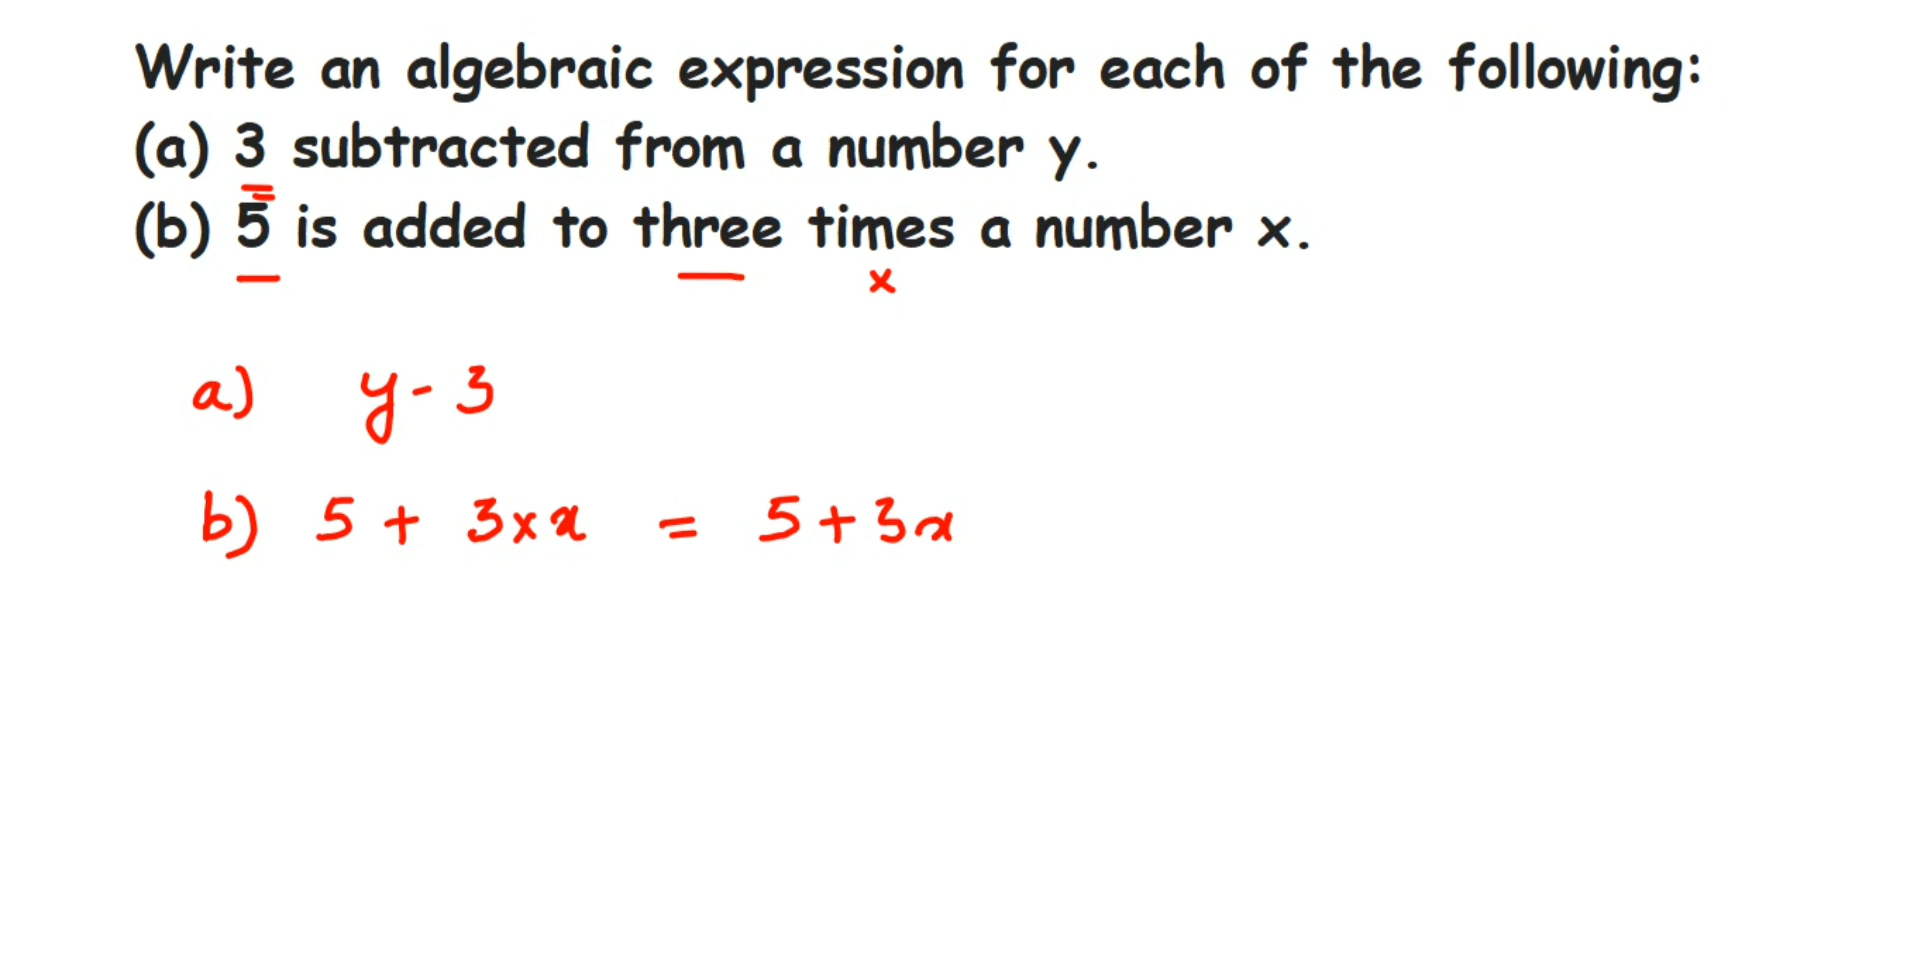 Write an algebraic expression for each of the following:
(a) 3 subtracted from a number y.
(b) 5 is added to three times a number x.
x
a) y - 3
b) 5 + 3 x x = 5 + 3x